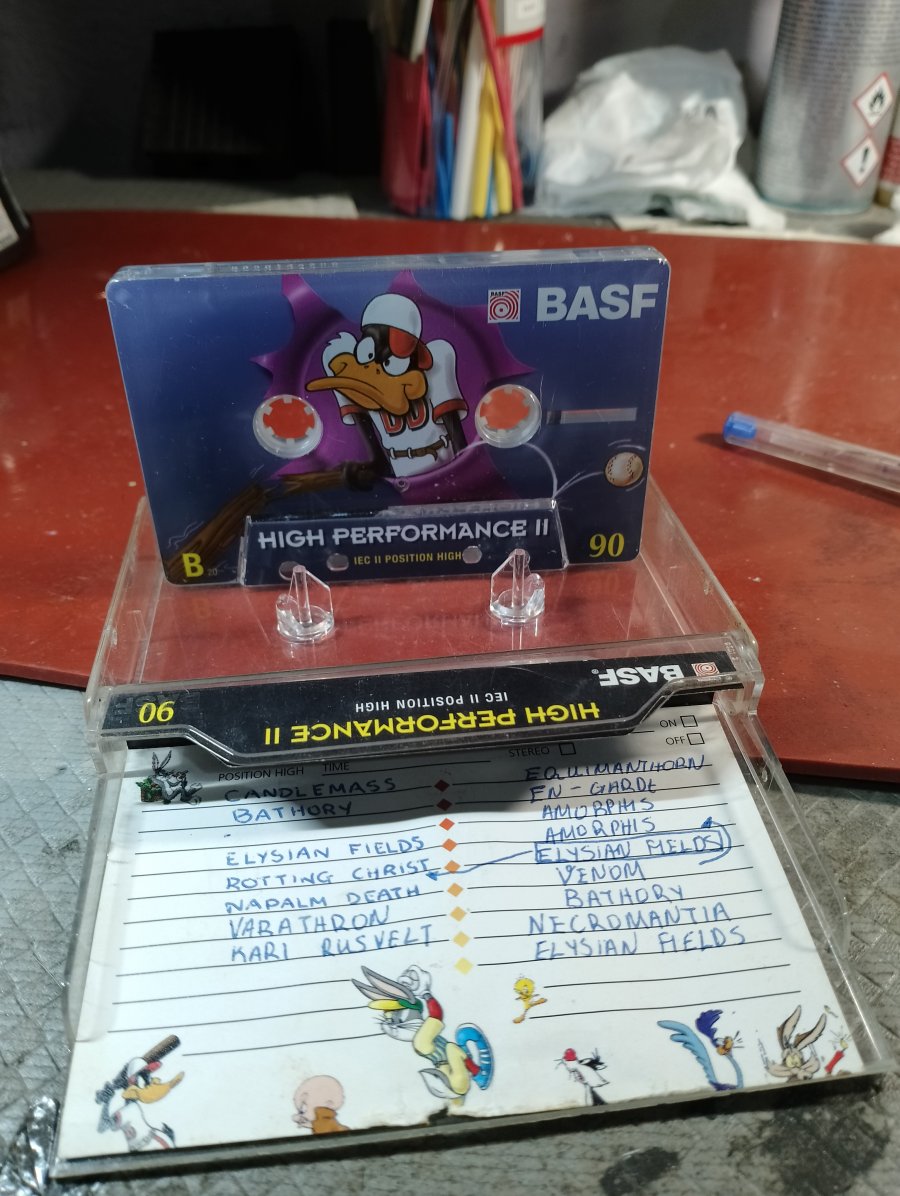 BASF
BASF
DD
HIGH PERFORMANCE II
IEC II POSITION HIGH
B
90
BASF
IEC II POSITION HIGH
HIGH PERFORMANCE II
90
POSITION HIGH TIME STEREO
ON
OFF
CANDLEMASS
BATHORY
ELYSIAN FIELDS
ROTTING CHRIST
NAPALM DEATH
VARATHRON
KARI RUSVELT
EQUIMANTHORN
EN-GARDE
AMORPHIS
AMORPHIS
ELYSIAN FIELDS
VENOM
BATHORY
NECROMANTIA
ELYSIAN FIELDS